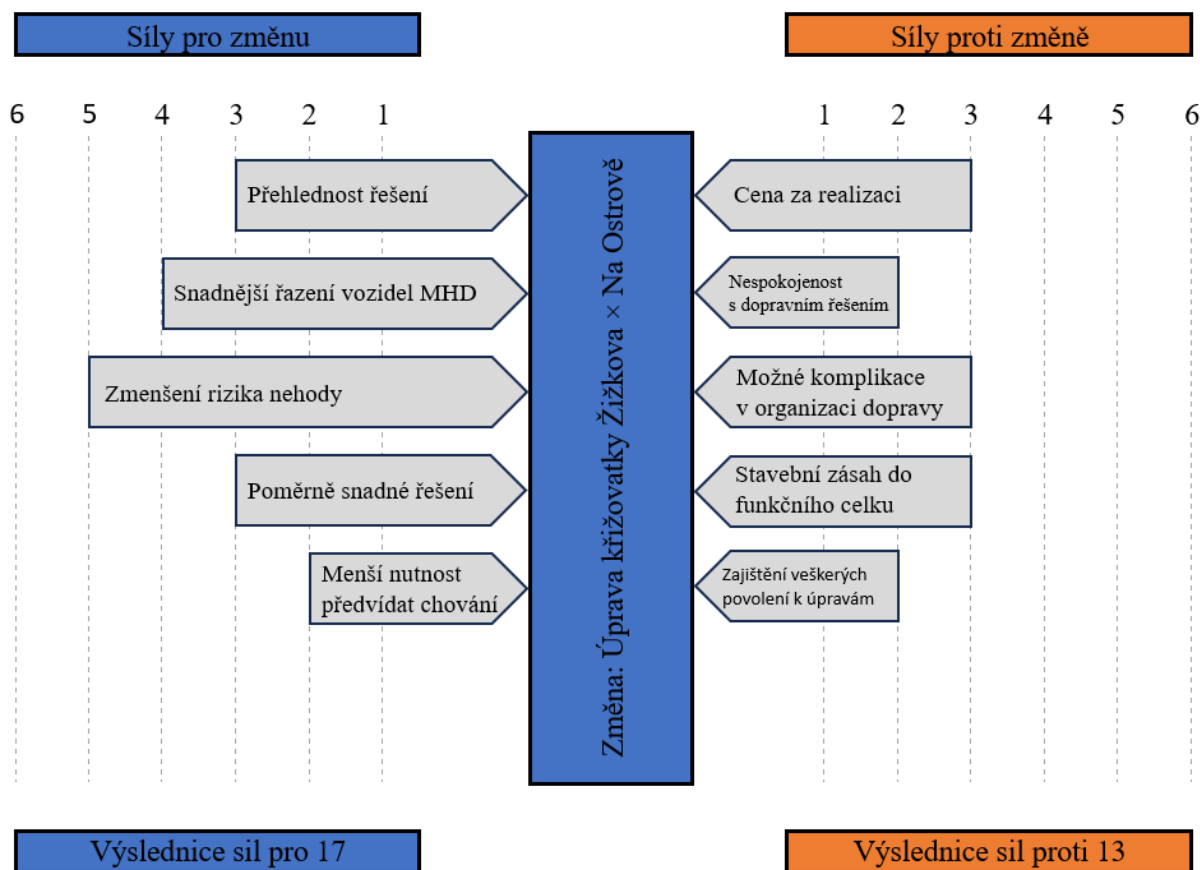 Síly pro změnu
Síly proti změně
6 5 4 3 2 1
1 2 3 4 5 6
Přehlednost řešení
Snadnější řazení vozidel MHD
Zmenšení rizika nehody
Poměrně snadné řešení
Menší nutnost
předvídat chování
Změna: Úprava křižovatky Žižkova × Na Ostrově
Cena za realizaci
Nespokojenost
s dopravním řešením
Možné komplikace
v organizaci dopravy
Stavební zásah do
funkčního celku
Zajištění veškerých
povolení k úpravám
Výslednice sil pro 17
Výslednice sil proti 13